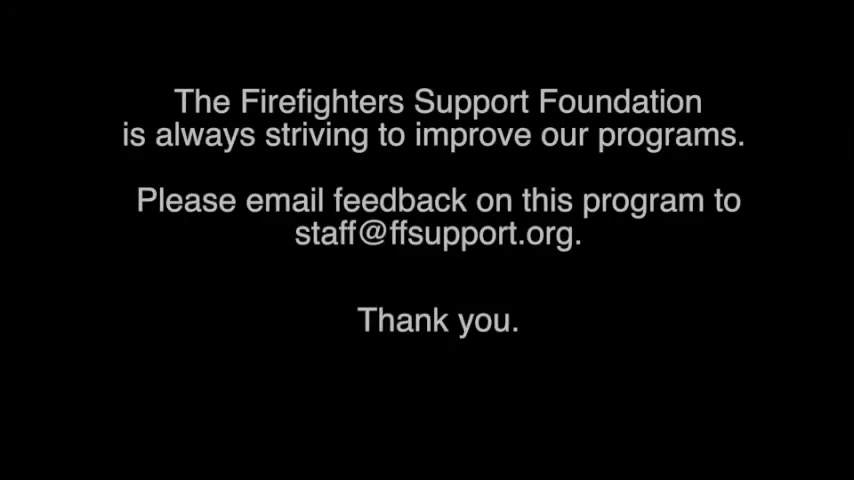 The Firefighters Support Foundation
is always striving to improve our programs.
Please email feedback on this program to
staff@ffsupport.org.
Thank you.